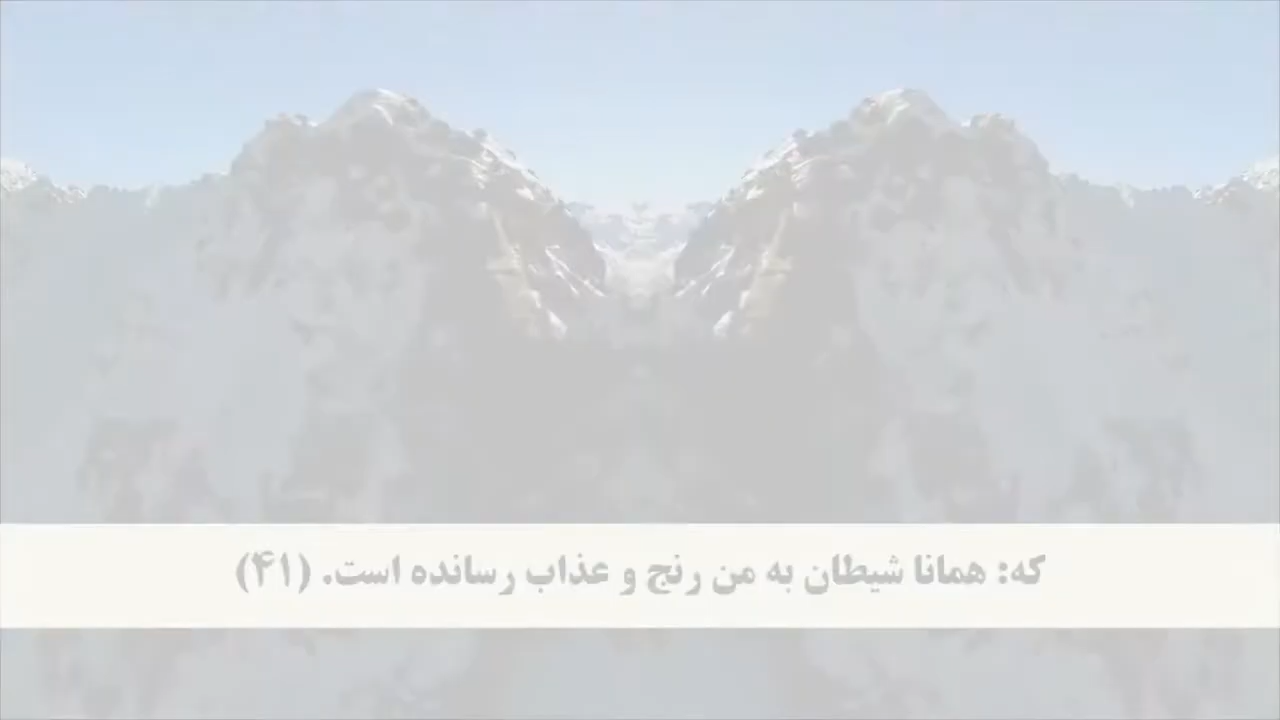 که: همانا شیطان به من رنج و عذاب رسانده است. (۴۱)